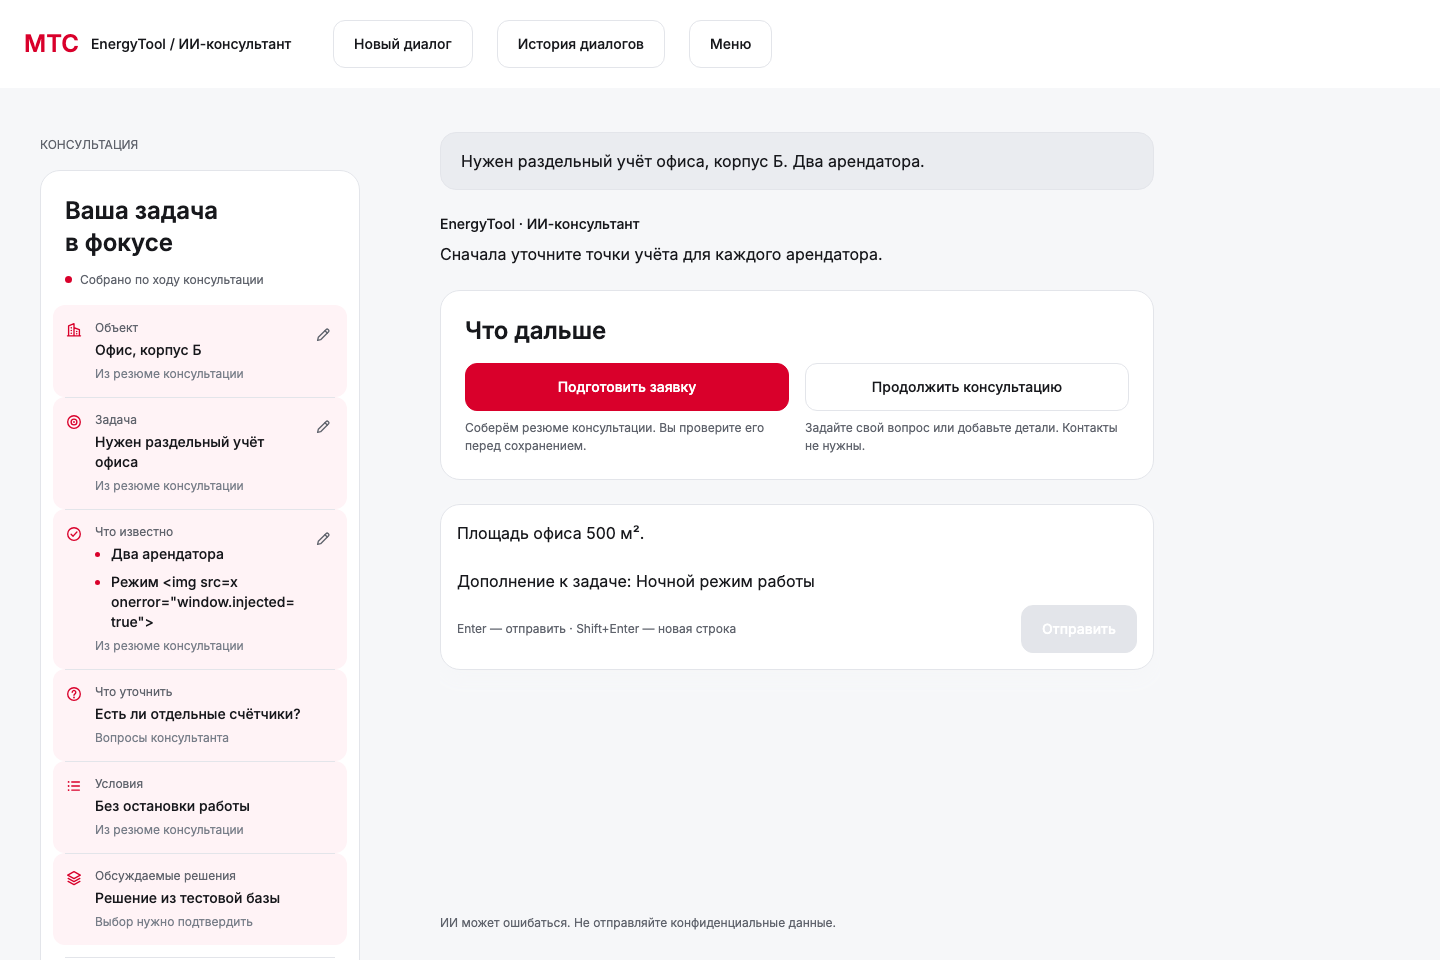 МТС
EnergyTool / ИИ-консультант
Новый диалог
История диалогов
Меню
КОНСУЛЬТАЦИЯ
Ваша задача
в фокусе
Собрано по ходу консультации
Объект
Офис, корпус Б
Из резюме консультации
Задача
Нужен раздельный учёт
офиса
Из резюме консультации
Что известно
Два арендатора
Режим <img src=x
onerror="window.injected=
true">
Из резюме консультации
Что уточнить
Есть ли отдельные счётчики?
Вопросы консультанта
Условия
Без остановки работы
Из резюме консультации
Обсуждаемые решения
Решение из тестовой базы
Выбор нужно подтвердить
Нужен раздельный учёт офиса, корпус Б. Два арендатора.
EnergyTool · ИИ-консультант
Сначала уточните точки учёта для каждого арендатора.
Что дальше
Подготовить заявку
Продолжить консультацию
Соберём резюме консультации. Вы проверите его
перед сохранением.
Задайте свой вопрос или добавьте детали. Контакты
не нужны.
Площадь офиса 500 м².
Дополнение к задаче: Ночной режим работы
Enter — отправить · Shift+Enter — новая строка
Отправить
ИИ может ошибаться. Не отправляйте конфиденциальные данные.